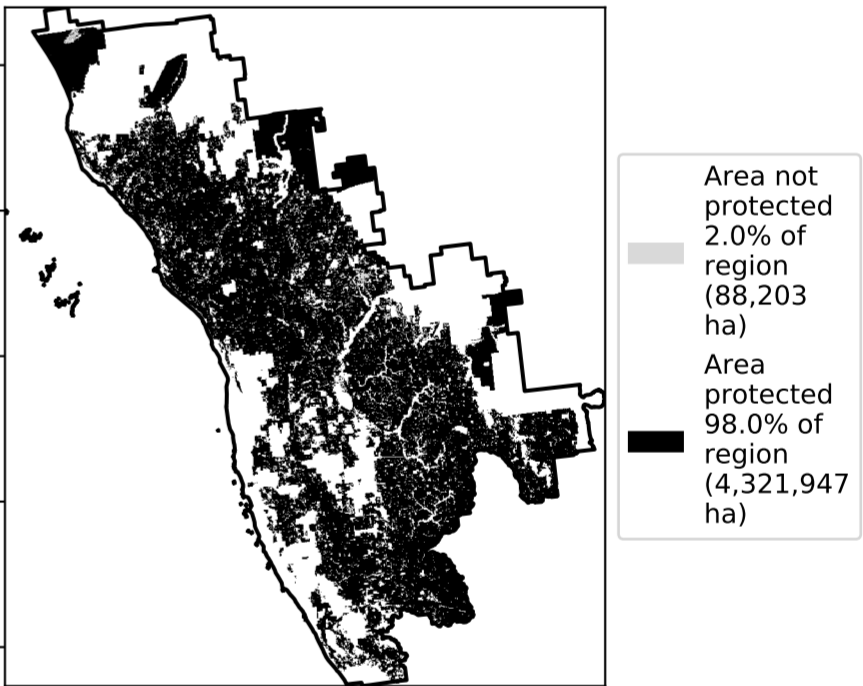 Area not
protected
2.0% of
region
(88,203
ha)
Area
protected
98.0% of
region
(4,321,947
ha)